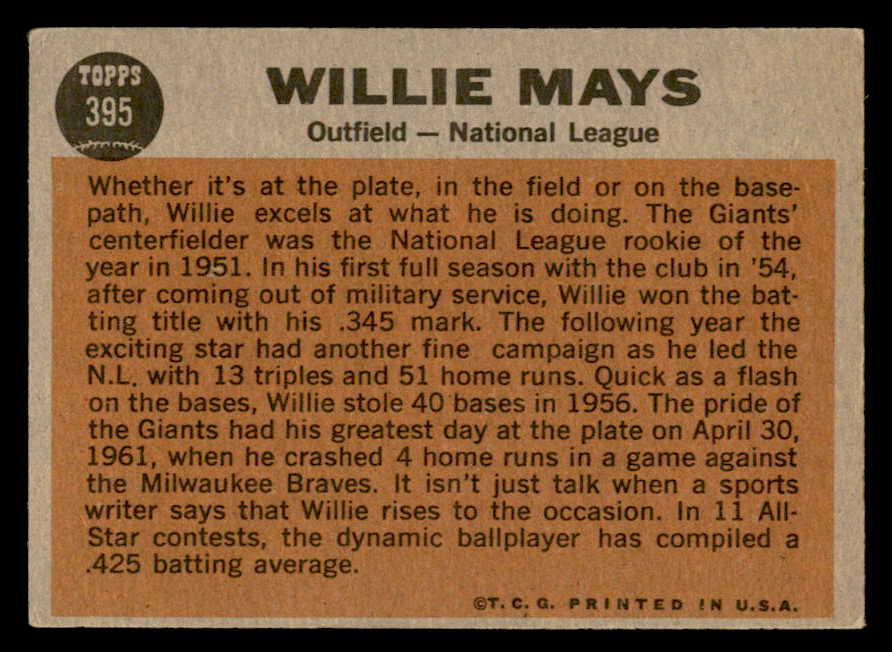 TOPPS
395
WILLIE MAYS
Outfield — National League
Whether it's at the plate, in the field or on the base-
path, Willie excels at what he is doing. The Giants'
centerfielder was the National League rookie of the
year in 1951. In his first full season with the club in '54,
after coming out of military service, Willie won the bat-
ting title with his .345 mark. The following year the
exciting star had another fine campaign as he led the
N.L. with 13 triples and 51 home runs. Quick as a flash
on the bases, Willie stole 40 bases in 1956. The pride of
the Giants had his greatest day at the plate on April 30,
1961, when he crashed 4 home runs in a game against
the Milwaukee Braves. It isn't just talk when a sports
writer says that Willie rises to the occasion. In 11 All-
Star contests, the dynamic ballplayer has compiled a
.425 batting average.
©T.C.G. PRINTED IN U.S.A.